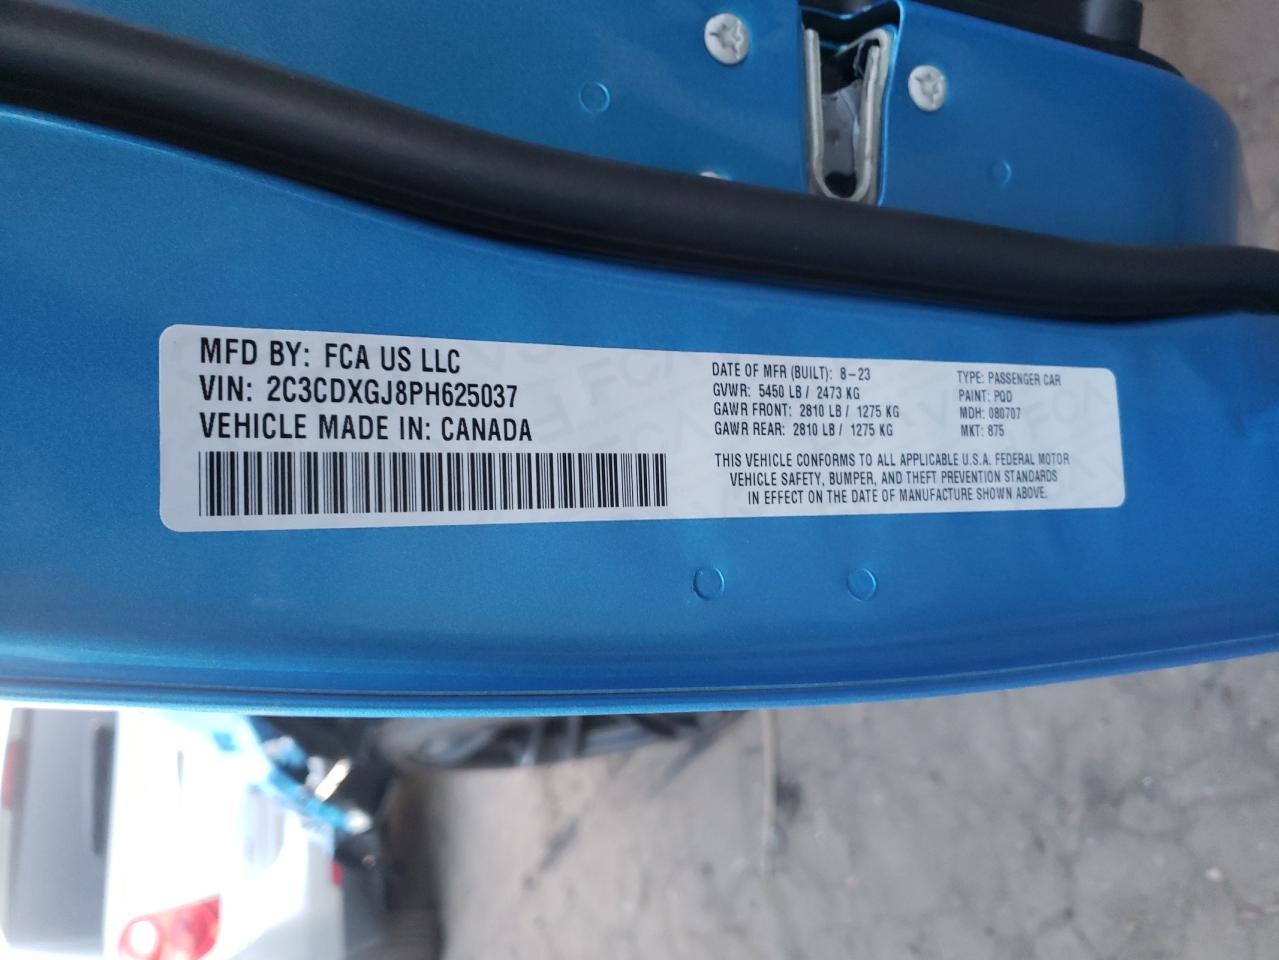 MFD BY: FCA US LLC
VIN: 2C3CDXGJ8PH625037
VEHICLE MADE IN: CANADA
DATE OF MFR (BUILT): 8-23
GVWR: 5450 LB / 2473 KG
GAWR FRONT: 2810 LB / 1275 KG
GAWR REAR: 2810 LB / 1275 KG
TYPE: PASSENGER CAR
PAINT: PQD
MDH: 080707
MKT: 875
THIS VEHICLE CONFORMS TO ALL APPLICABLE U.S.A. FEDERAL MOTOR
VEHICLE SAFETY, BUMPER, AND THEFT PREVENTION STANDARDS
IN EFFECT ON THE DATE OF MANUFACTURE SHOWN ABOVE.